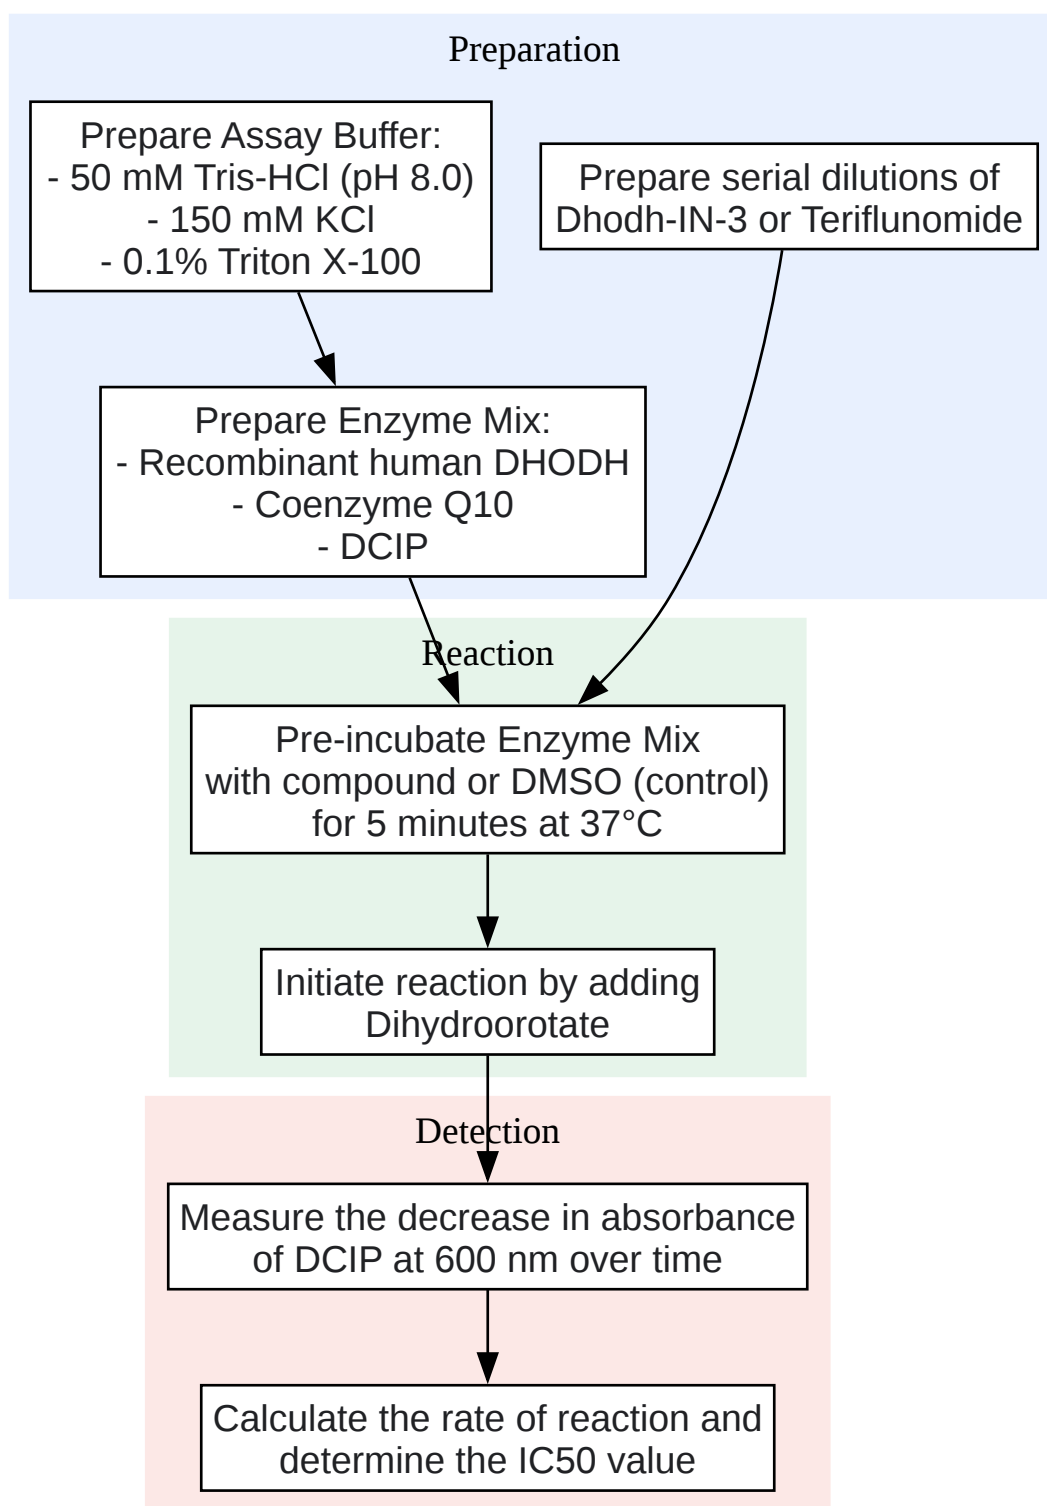 Preparation
Prepare Assay Buffer:
- 50 mM Tris-HCl (pH 8.0)
- 150 mM KCl
- 0.1% Triton X-100
Prepare serial dilutions of
Dhodh-IN-3 or Teriflunomide
Prepare Enzyme Mix:
- Recombinant human DHODH
- Coenzyme Q10
- DCIP
Reaction
Pre-incubate Enzyme Mix
with compound or DMSO (control)
for 5 minutes at 37°C
Initiate reaction by adding
Dihydroorotate
Detection
Measure the decrease in absorbance
of DCIP at 600 nm over time
Calculate the rate of reaction and
determine the IC50 value